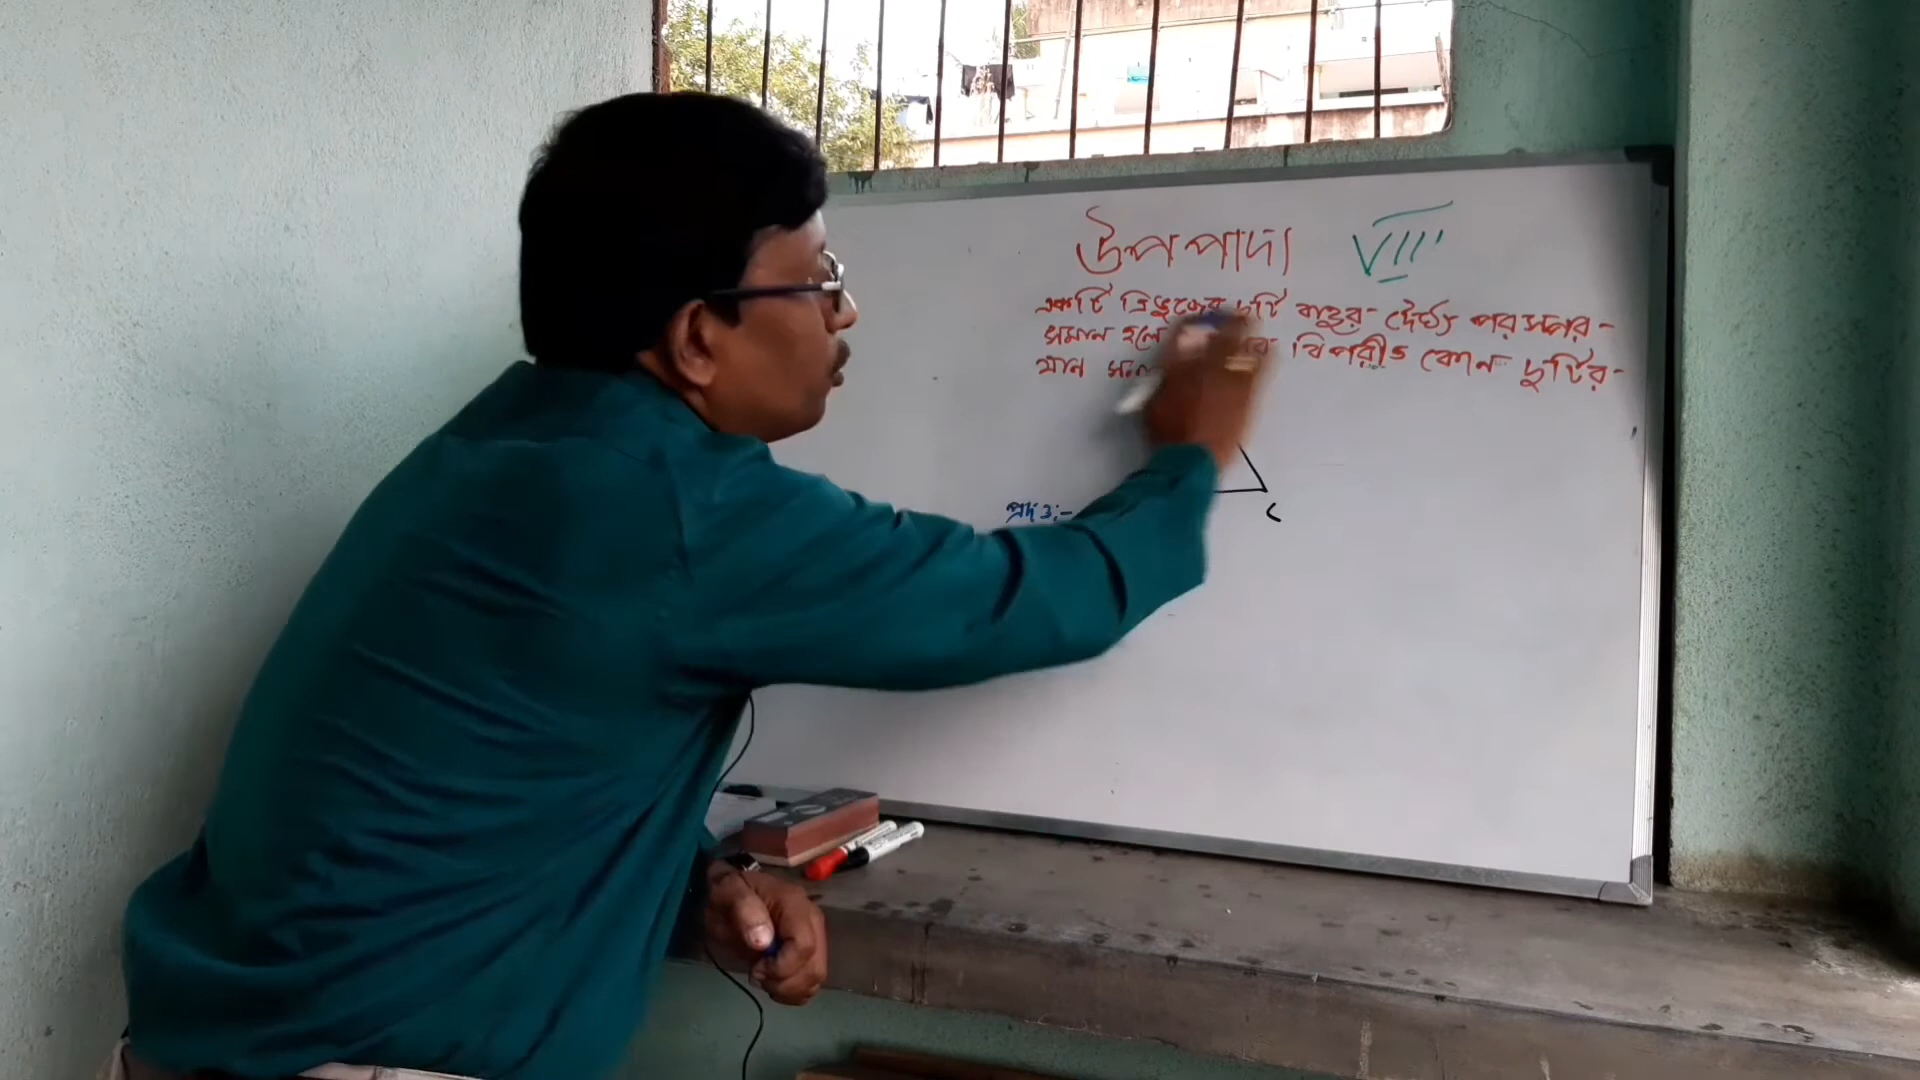 উপপাদ্য VIII
একটি ত্রিভুজের দুটি বাহুর দৈর্ঘ্য পরস্পর
সমান হলে বিপরীত কোন দুটির
মান
C
প্রদত্ত:-